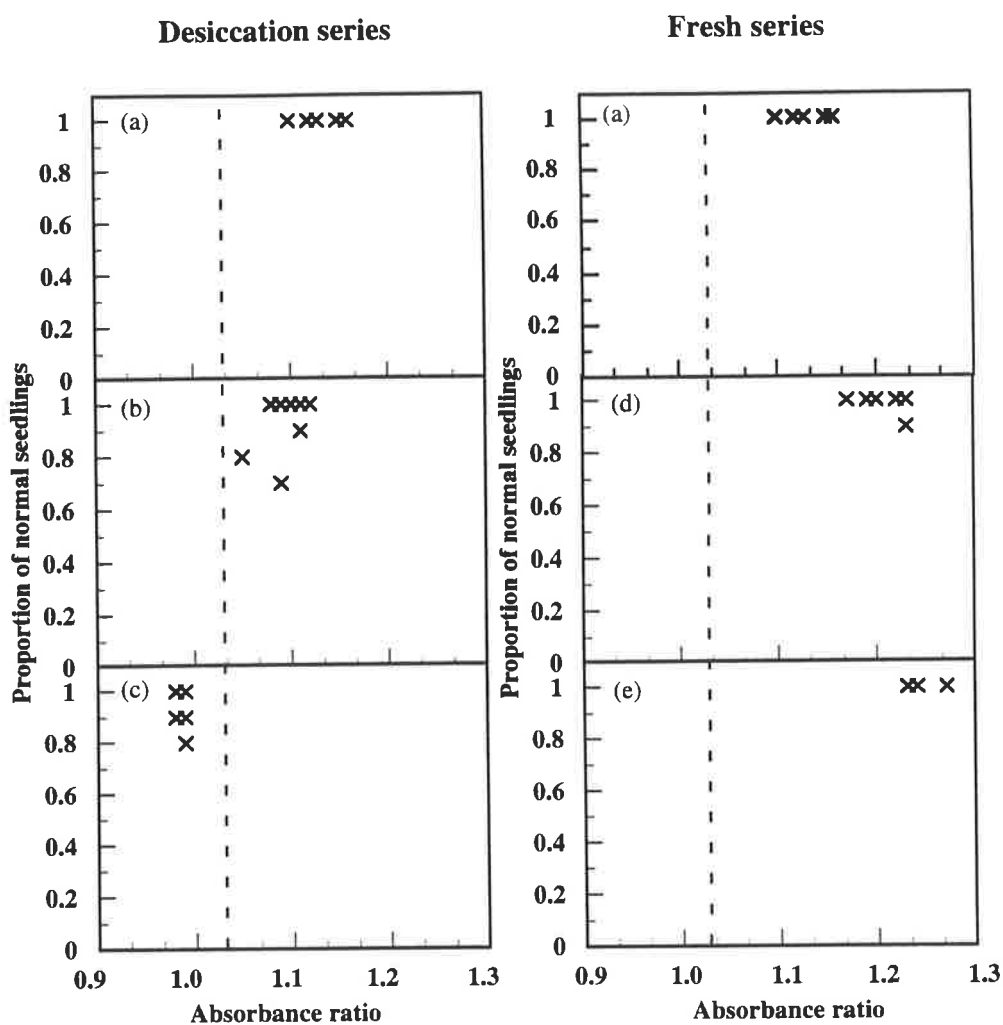 Desiccation series
Fresh series
Proportion of normal seedlings
(a)
1
0.8
0.6
0.4
0.2
0
(b)
1
0.8
0.6
0.4
0.2
0
(c)
1
0.8
0.6
0.4
0.2
0
0.9 1.0 1.1 1.2 1.3
Absorbance ratio
Proportion of normal seedlings
(a)
1
0.8
0.6
0.4
0.2
0
(d)
1
0.8
0.6
0.4
0.2
0
(e)
1
0.8
0.6
0.4
0.2
0
0.9 1.0 1.1 1.2 1.3
Absorbance ratio